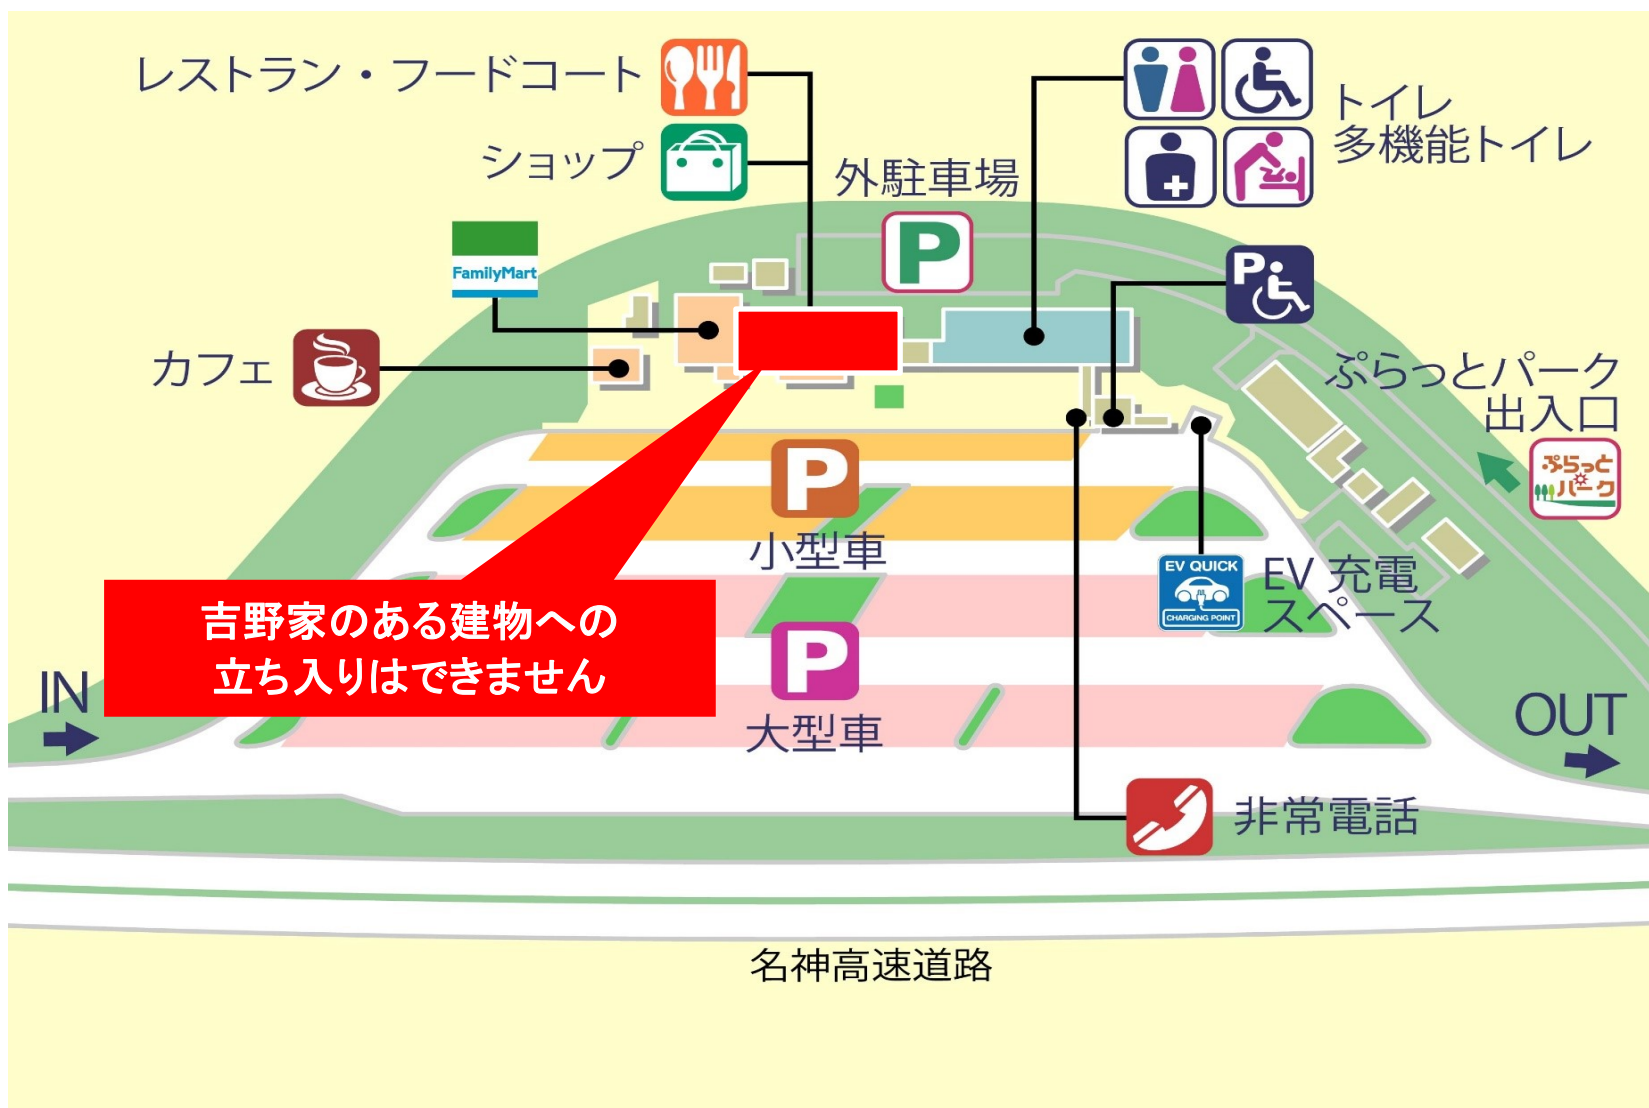 レストラン・フードコート
ショップ
外駐車場
トイレ
多機能トイレ
P
FamilyMart
P
カフェ
ぷらっとパーク
出入口
ぷらっと
パーク
P
小型車
EV QUICK
CHARGING POINT
EV 充電
スペース
吉野家のある建物への
立ち入りはできません
P
大型車
IN
OUT
非常電話
名神高速道路